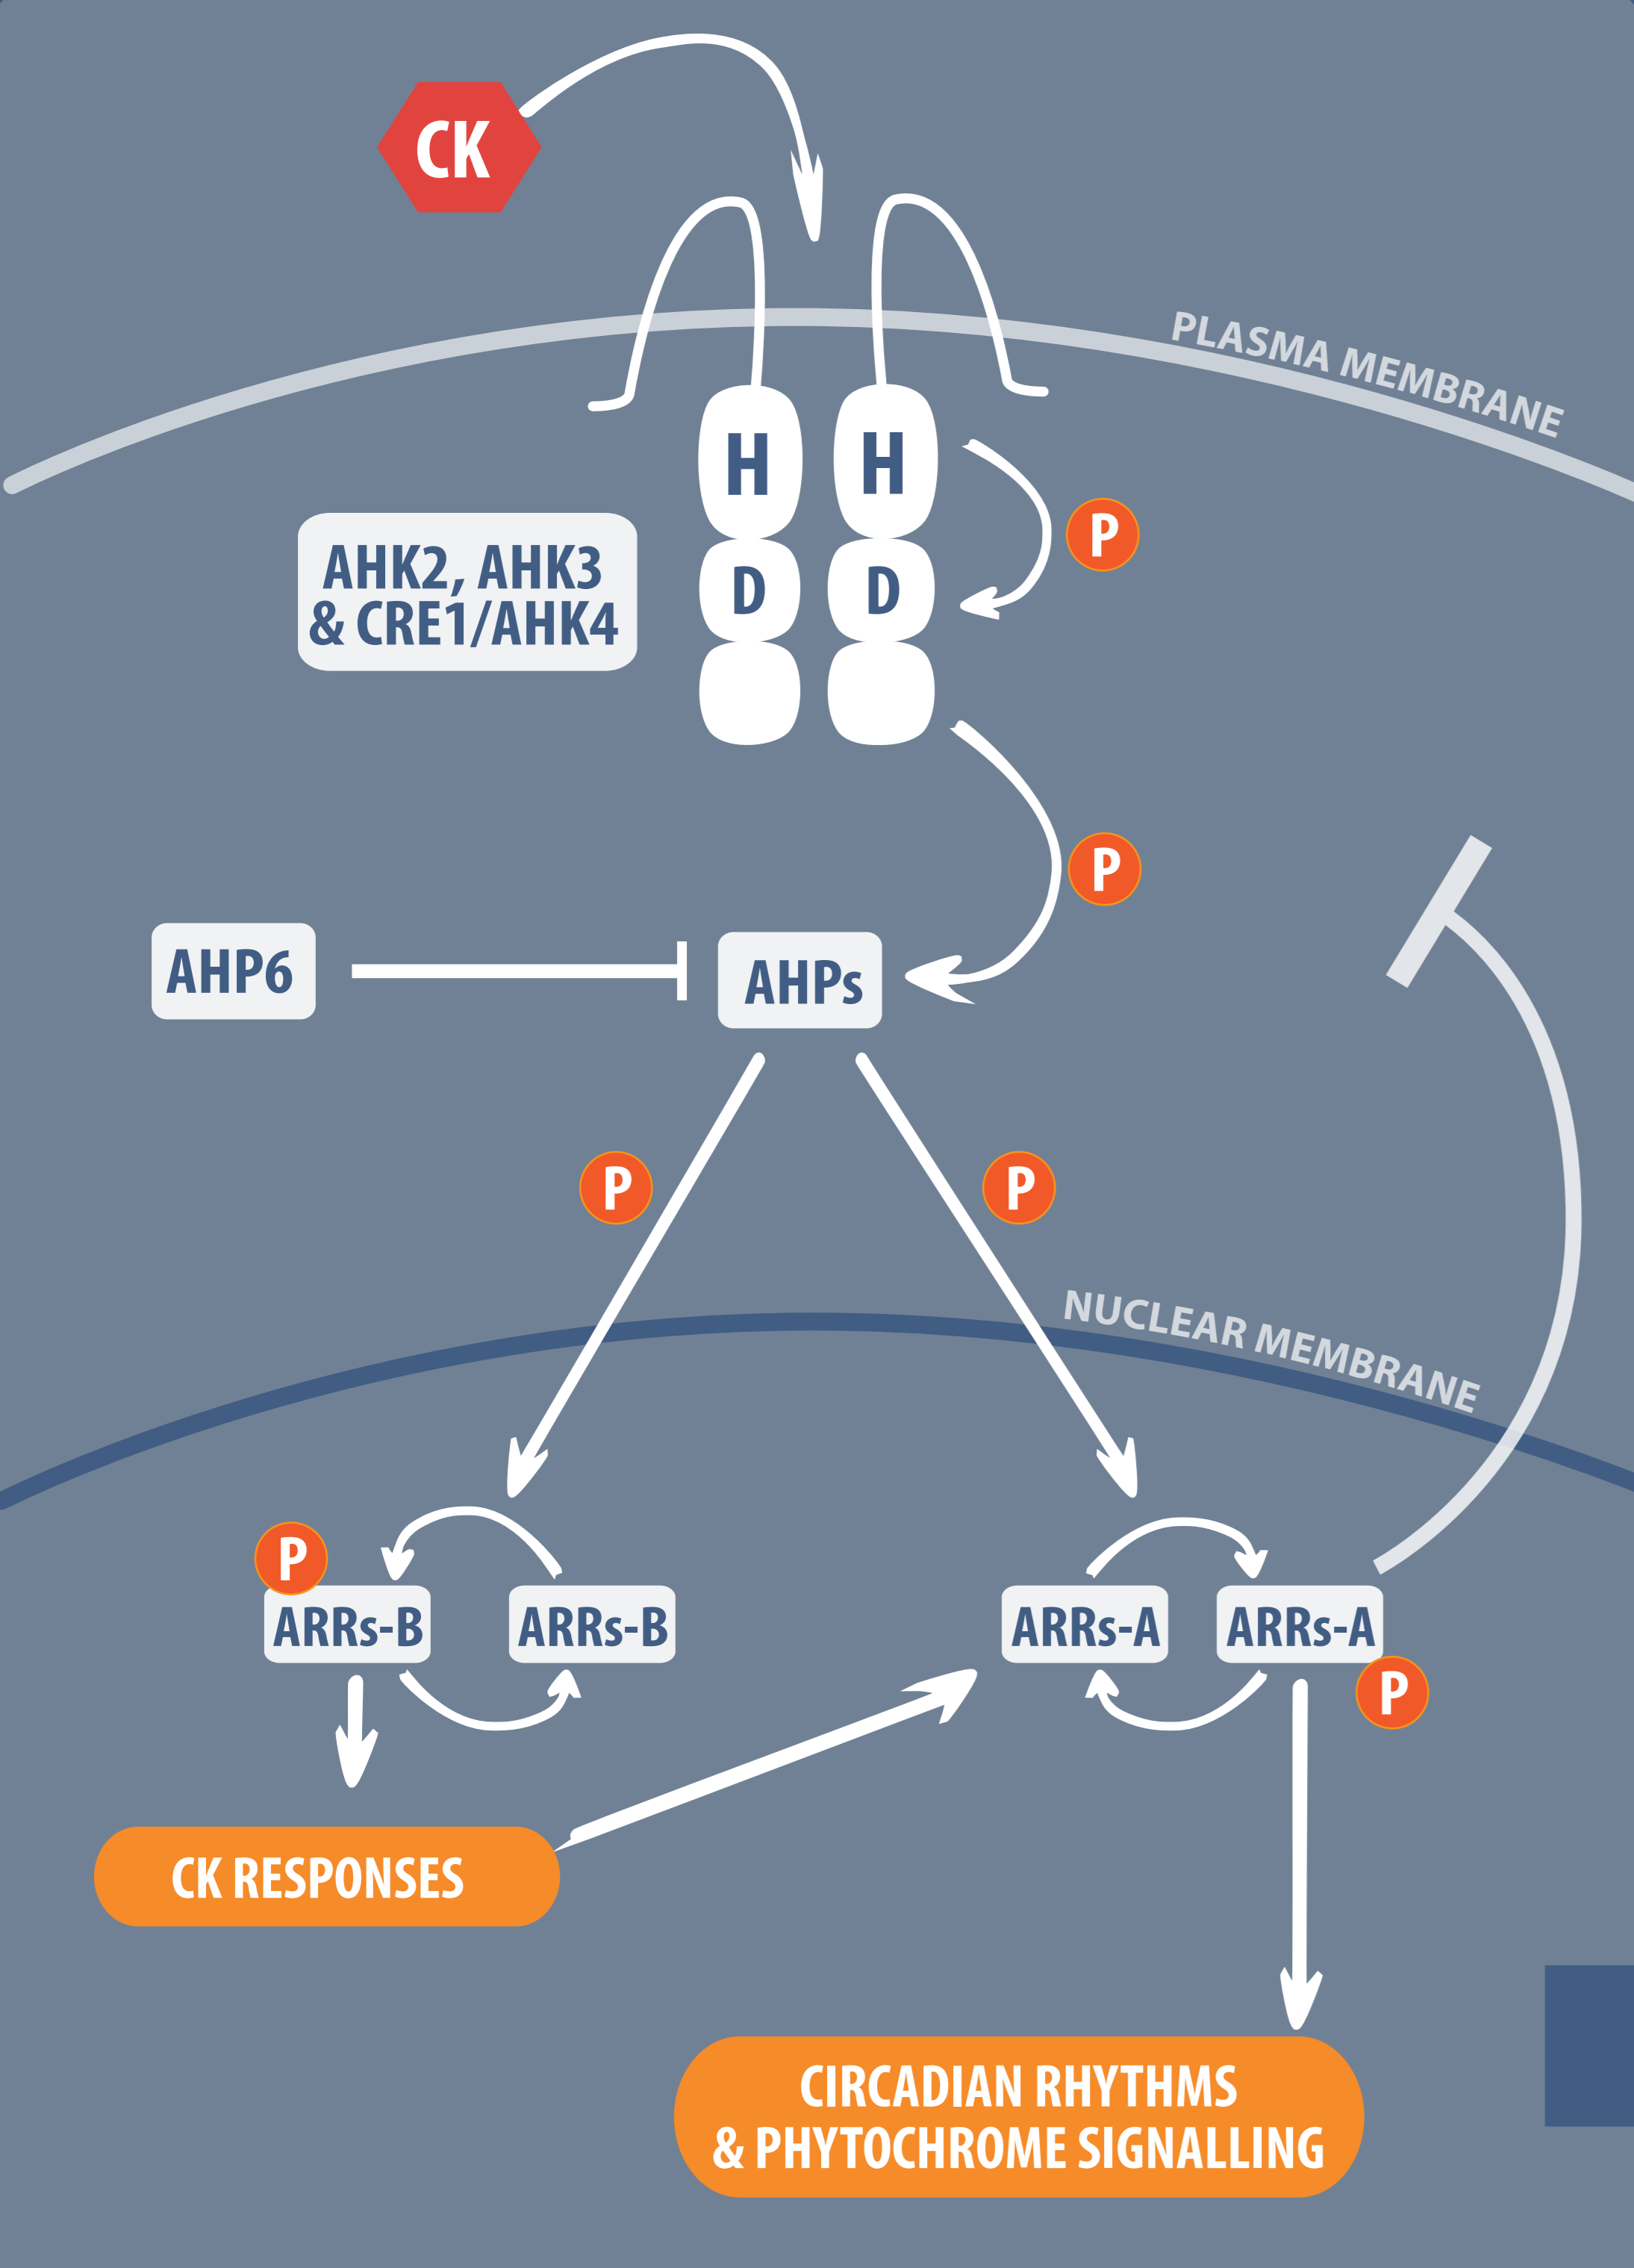 CK
PLASMA MEMBRANE
H
H
P
AHK2, AHK3
& CRE1/AHK4
D
D
P
AHP6
AHPs
P
P
NUCLEAR MEMBRANE
P
ARRs-B
ARRs-B
ARRs-A
ARRs-A
P
CK RESPONSES
CIRCADIAN RHYTHMS
& PHYTOCHROME SIGNALLING